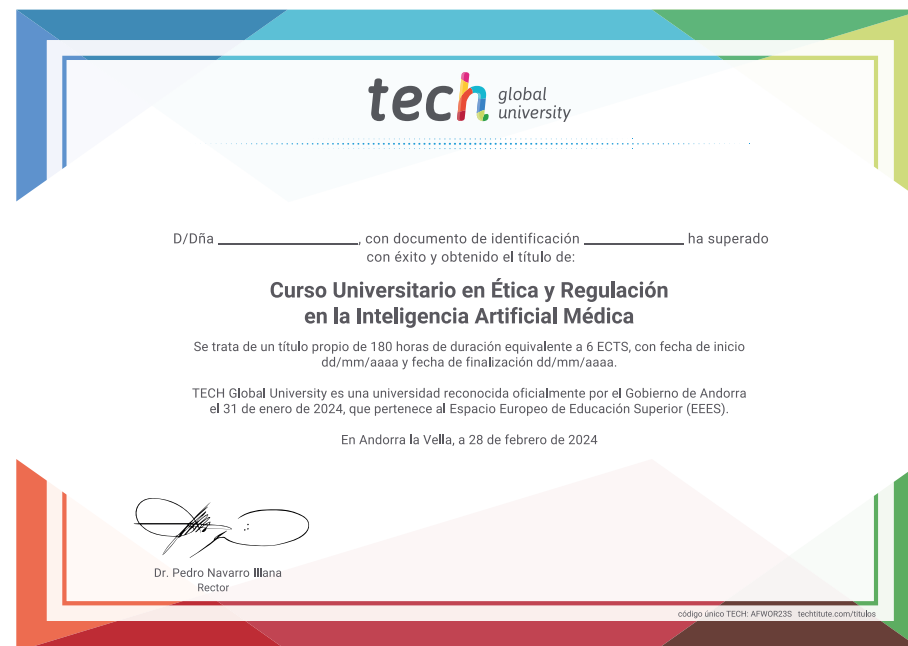 tech global
university
D/Dña ____________________, con documento de identificación ______________ ha superado
con éxito y obtenido el título de:
Curso Universitario en Ética y Regulación
en la Inteligencia Artificial Médica
Se trata de un título propio de 180 horas de duración equivalente a 6 ECTS, con fecha de inicio
dd/mm/aaaa y fecha de finalización dd/mm/aaaa.
TECH Global University es una universidad reconocida oficialmente por el Gobierno de Andorra
el 31 de enero de 2024, que pertenece al Espacio Europeo de Educación Superior (EEES).
En Andorra la Vella, a 28 de febrero de 2024
Dr. Pedro Navarro Illana
Rector
código único TECH: AFWOR23S techtitute.com/titulos